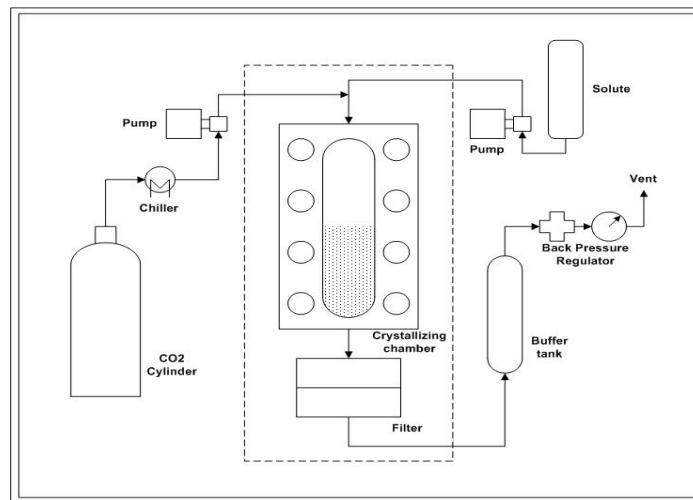 Solute
Pump
Pump
Vent
Chiller
Back Pressure
Regulator
Crystallizing
chamber
Buffer
tank
CO2
Cylinder
Filter